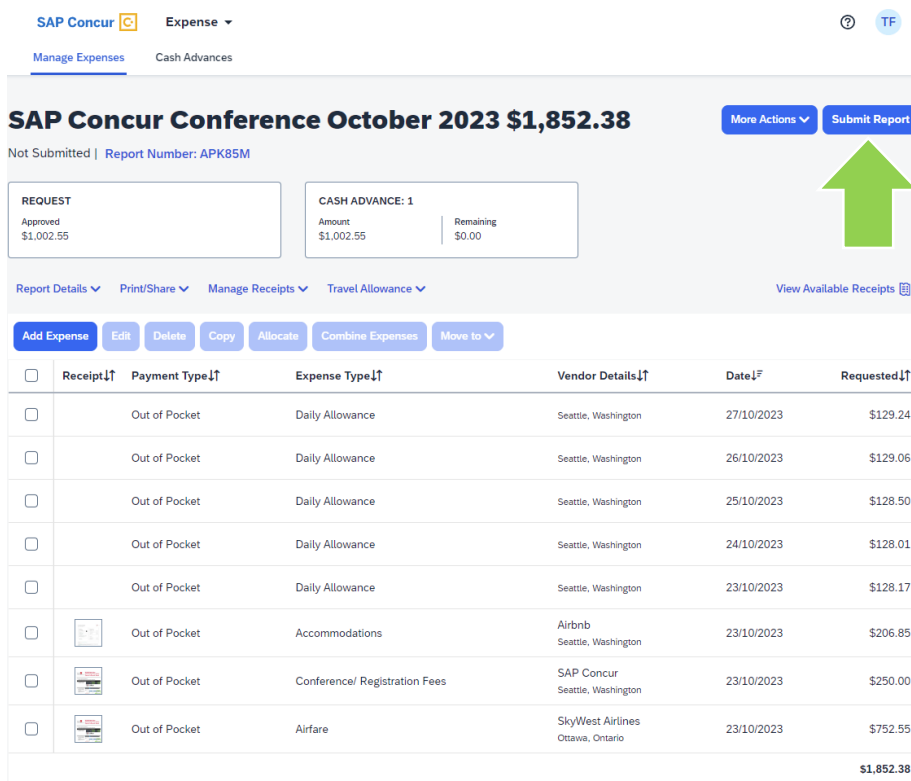 SAP Concur C. Expense
TF
Manage Expenses Cash Advances
SAP Concur Conference October 2023 $1,852.38
More Actions Submit Report
Not Submitted | Report Number: APK85M
REQUEST
Approved
$1,002.55
CASH ADVANCE: 1
Amount Remaining
$1,002.55 $0.00
Report Details Print/Share Manage Receipts Travel Allowance View Available Receipts
Add Expense Edit Delete Copy Allocate Combine Expenses Move to
Receipt Payment Type Expense Type Vendor Details Date Requested
Out of Pocket Daily Allowance Seattle, Washington 27/10/2023 $129.24
Out of Pocket Daily Allowance Seattle, Washington 26/10/2023 $129.06
Out of Pocket Daily Allowance Seattle, Washington 25/10/2023 $128.50
Out of Pocket Daily Allowance Seattle, Washington 24/10/2023 $128.01
Out of Pocket Daily Allowance Seattle, Washington 23/10/2023 $128.17
Out of Pocket Accommodations Airbnb 23/10/2023 $206.85
Seattle, Washington
Out of Pocket Conference/ Registration Fees SAP Concur 23/10/2023 $250.00
Seattle, Washington
Out of Pocket Airfare SkyWest Airlines 23/10/2023 $752.55
Ottawa, Ontario
$1,852.38